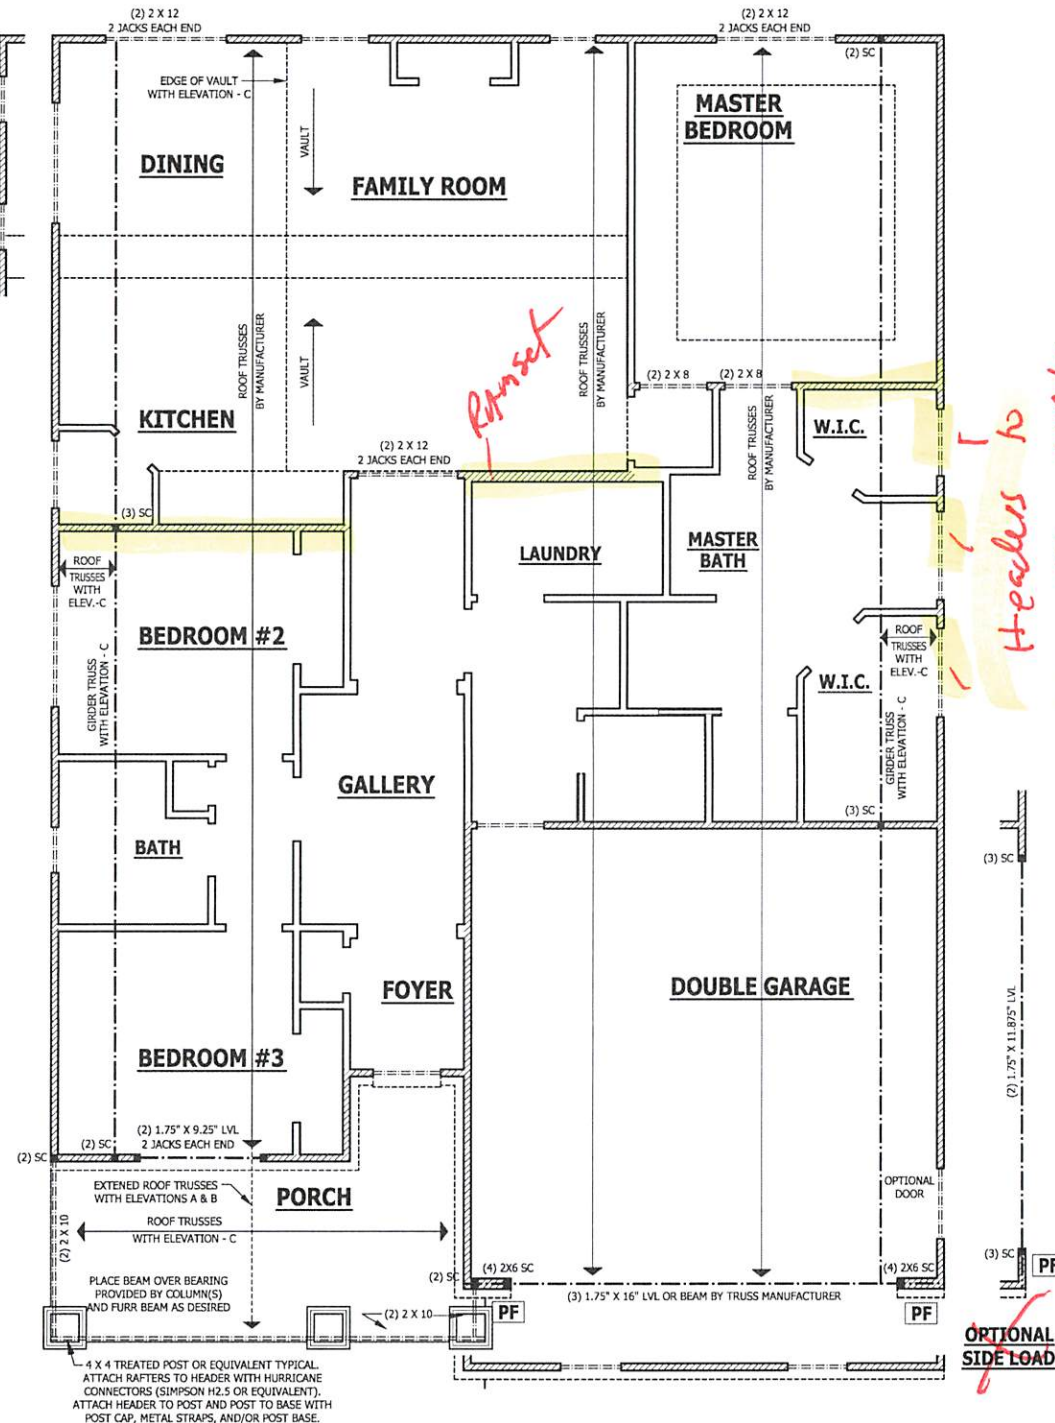 (2) 2 X 12
2 JACKS EACH END
(2) 2 X 12
2 JACKS EACH END
(2) SC
EDGE OF VAULT
WITH ELEVATION - C
MASTER
BEDROOM
VAULT
DINING
FAMILY ROOM
ROOF TRUSSES
BY MANUFACTURER
VAULT
ROOF TRUSSES
BY MANUFACTURER
Ramset
(2) 2 X 8
(2) 2 X 8
KITCHEN
W.I.C.
(2) 2 X 12
2 JACKS EACH END
ROOF TRUSSES
BY MANUFACTURER
Headers to
(3) SC
ROOF
TRUSSES
WITH
ELEV.-C
LAUNDRY
MASTER
BATH
BEDROOM #2
GIRDER TRUSS
WITH ELEVATION - C
ROOF
TRUSSES
WITH
ELEV.-C
W.I.C.
GIRDER TRUSS
WITH ELEVATION - C
GALLERY
(3) SC
BATH
(3) SC
FOYER
DOUBLE GARAGE
BEDROOM #3
(2) 1.75" X 11.875" LVL
(2) 1.75" X 9.25" LVL
2 JACKS EACH END
(2) SC
(2) SC
EXTENED ROOF TRUSSES
WITH ELEVATIONS A & B
PORCH
OPTIONAL
DOOR
(2) 2 X 10
ROOF TRUSSES
WITH ELEVATION - C
(3) SC
PF
(2) SC
(4) 2X6 SC
(4) 2X6 SC
PLACE BEAM OVER BEARING
PROVIDED BY COLUMN(S)
AND FURR BEAM AS DESIRED
(3) 1.75" X 16" LVL OR BEAM BY TRUSS MANUFACTURER
(2) 2 X 10
PF
PF
OPTIONAL
SIDE LOAD
4 X 4 TREATED POST OR EQUIVALENT TYPICAL.
ATTACH RAFTERS TO HEADER WITH HURRICANE
CONNECTORS (SIMPSON H2.5 OR EQUIVALENT).
ATTACH HEADER TO POST AND POST TO BASE WITH
POST CAP, METAL STRAPS, AND/OR POST BASE.